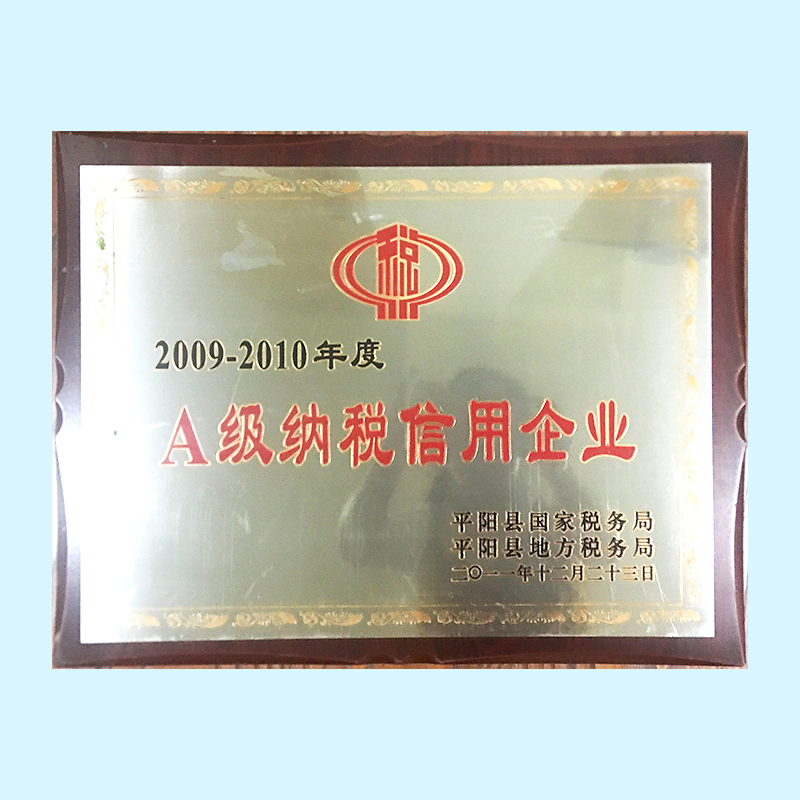 税
2009-2010年度
A级纳税信用企业
平阳县国家税务局
平阳县地方税务局
二〇一一年十二月二十三日